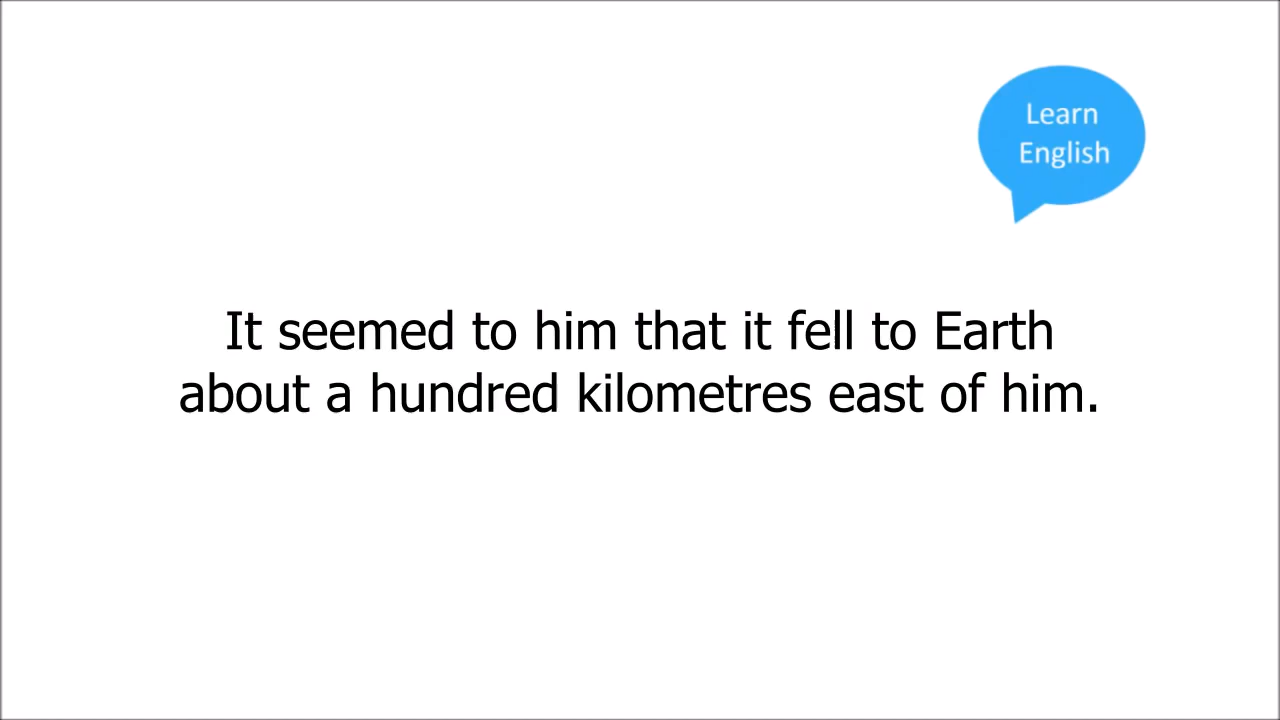 Learn
English
It seemed to him that it fell to Earth
about a hundred kilometres east of him.